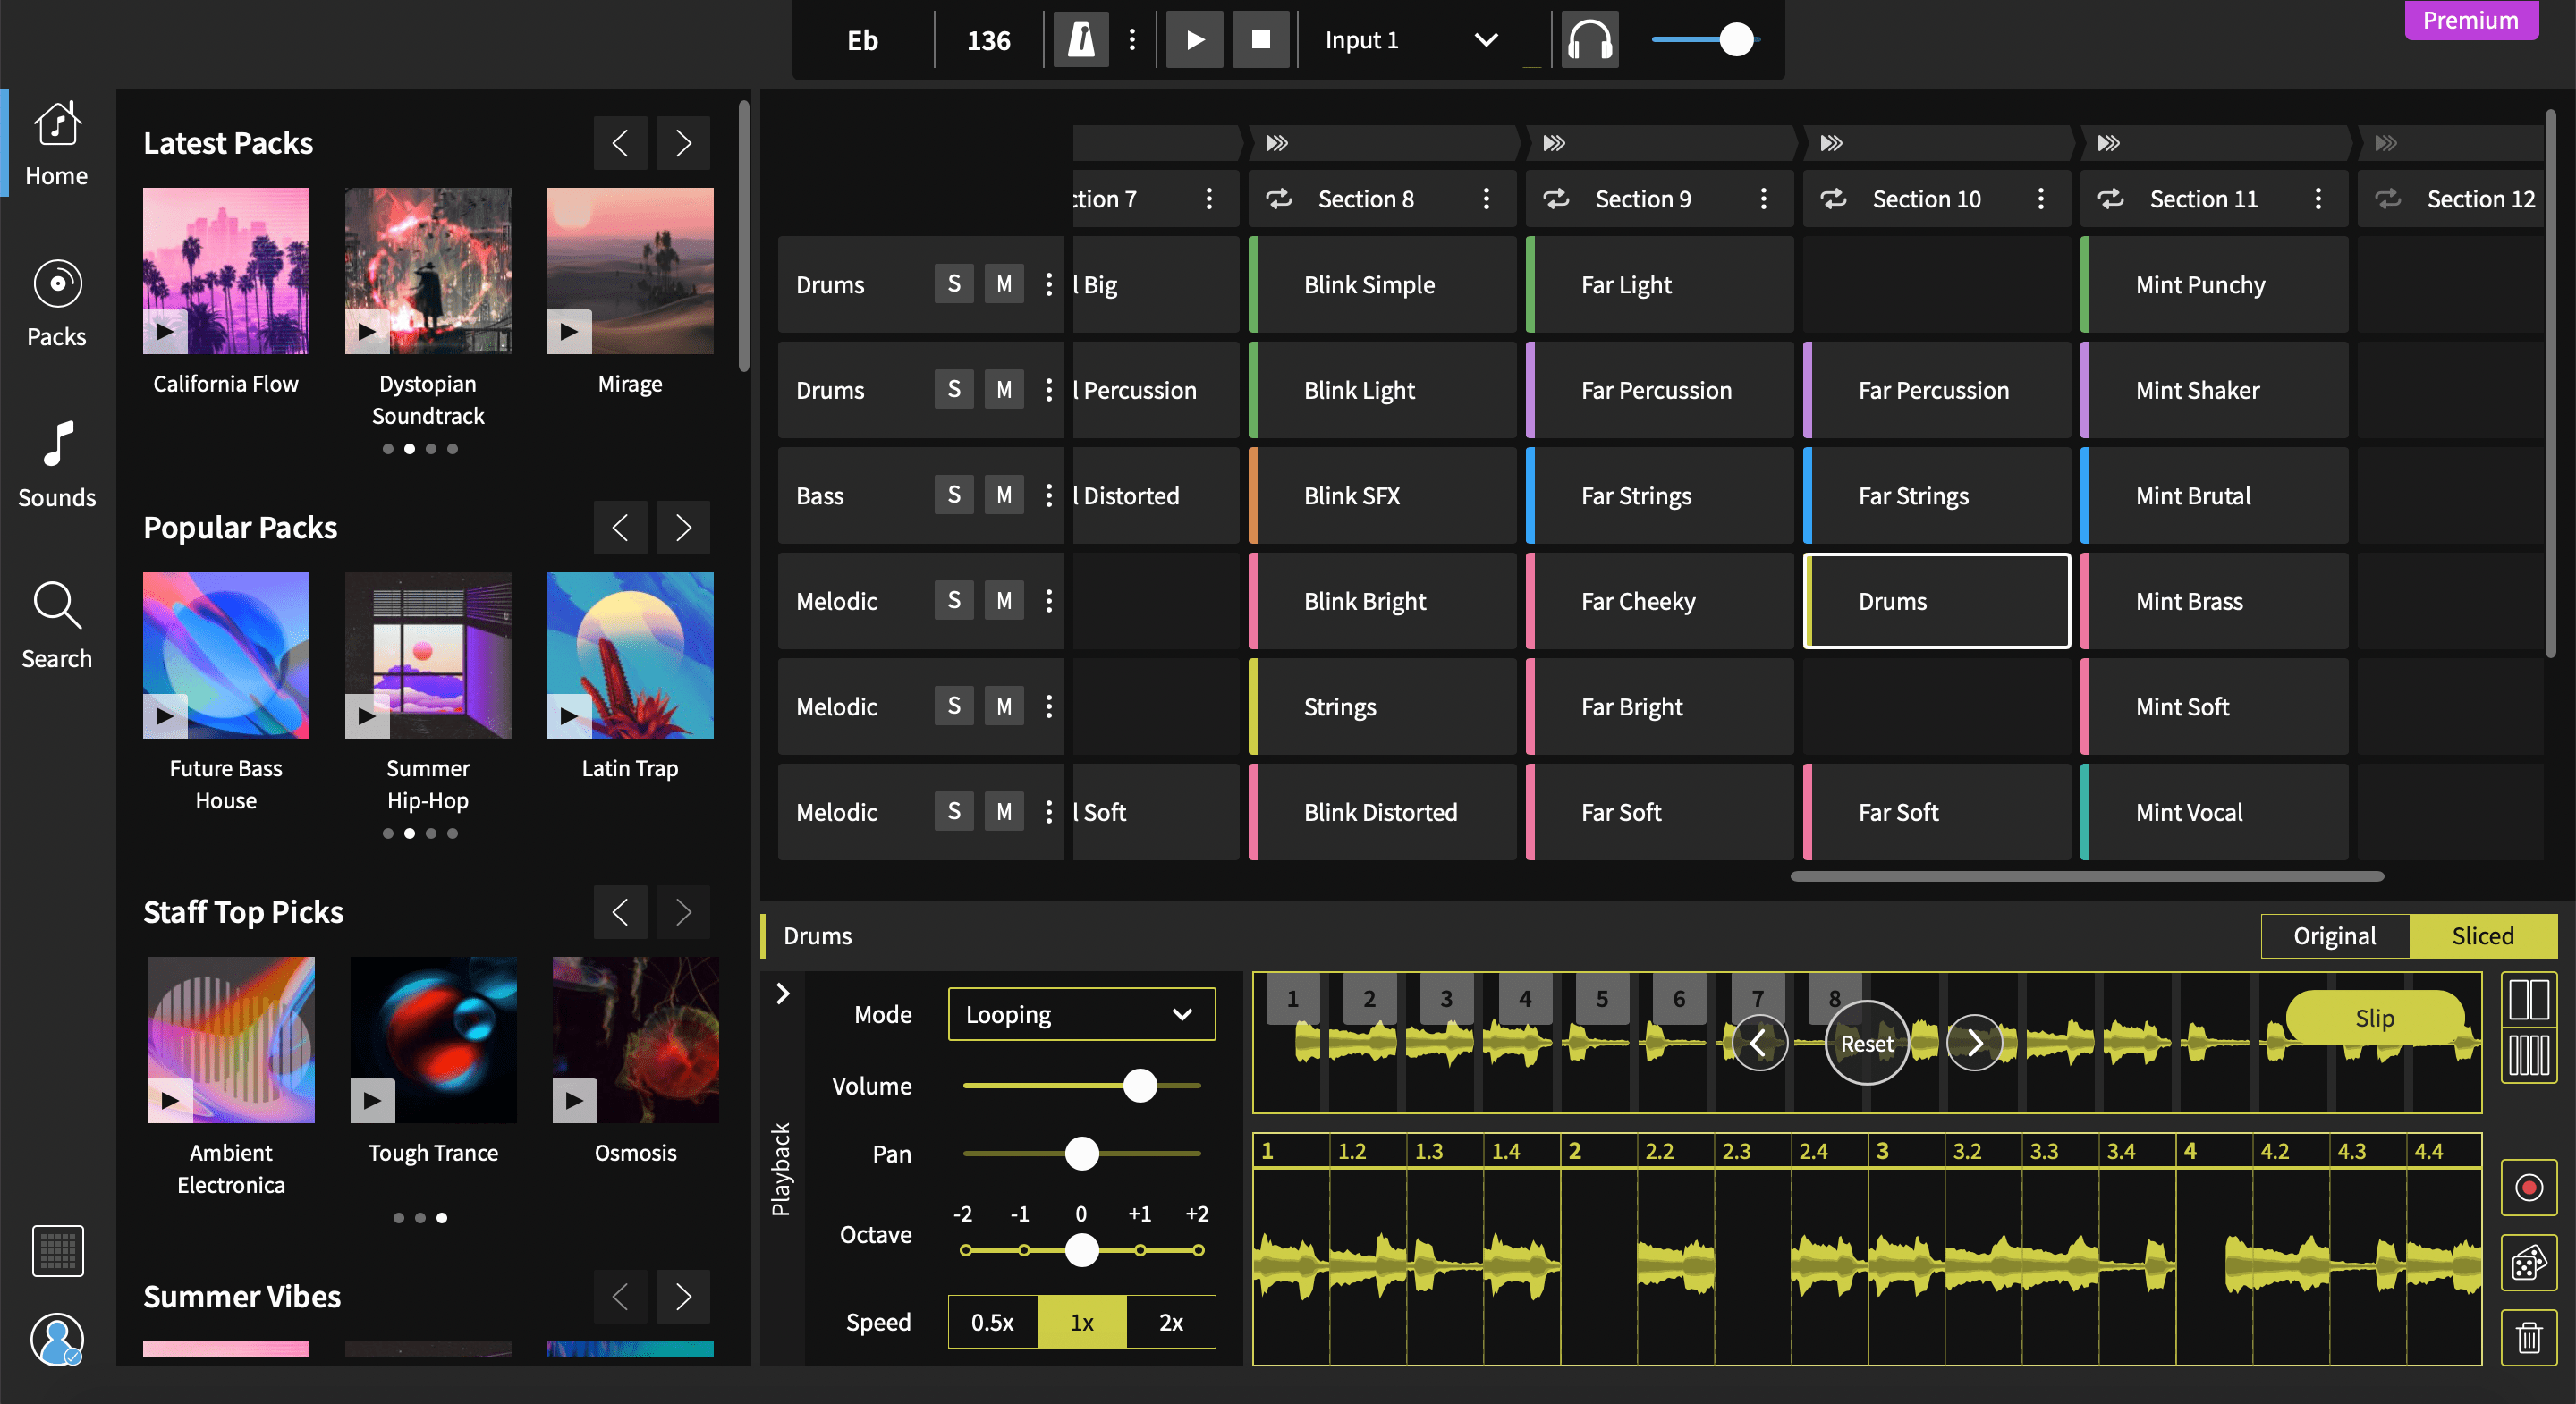 Eb
136
Input 1
Premium
Home
Packs
Sounds
Search
Latest Packs
California Flow
Dystopian
Soundtrack
Mirage
Popular Packs
Future Bass
House
Summer
Hip-Hop
Latin Trap
Staff Top Picks
Ambient
Electronica
Tough Trance
Osmosis
Summer Vibes
ction 7
Section 8
Section 9
Section 10
Section 11
Section 12
Drums S M
l Big
Blink Simple
Far Light
Mint Punchy
Drums S M
l Percussion
Blink Light
Far Percussion
Far Percussion
Mint Shaker
Bass S M
l Distorted
Blink SFX
Far Strings
Far Strings
Mint Brutal
Melodic S M
Blink Bright
Far Cheeky
Drums
Mint Brass
Melodic S M
Strings
Far Bright
Mint Soft
Melodic S M
l Soft
Blink Distorted
Far Soft
Far Soft
Mint Vocal
Drums
Original
Sliced
Playback
Mode
Looping
Volume
Pan
Octave
-2 -1 0 +1 +2
Speed
0.5x 1x 2x
1 2 3 4 5 6 7 8
Reset
Slip
1 1.2 1.3 1.4 2 2.2 2.3 2.4 3 3.2 3.3 3.4 4 4.2 4.3 4.4